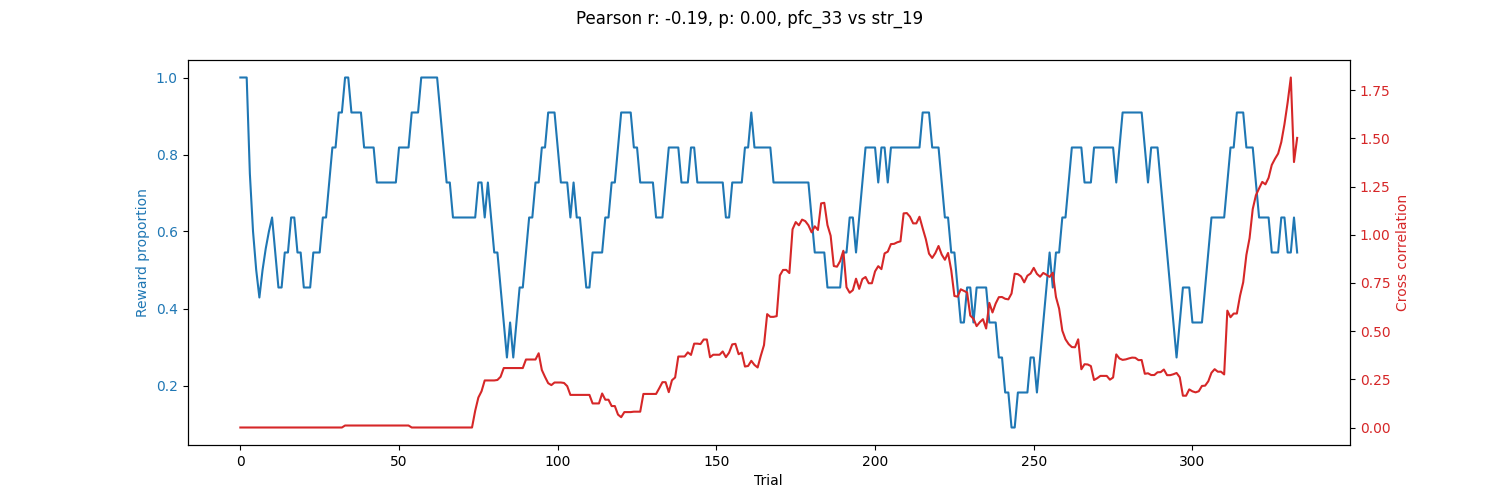 Pearson r: -0.19, p: 0.00, pfc_33 vs str_19
1.0
0.8
0.6
0.4
0.2
Reward proportion
1.75
1.50
1.25
1.00
0.75
0.50
0.25
0.00
Cross correlation
0 50 100 150 200 250 300
Trial